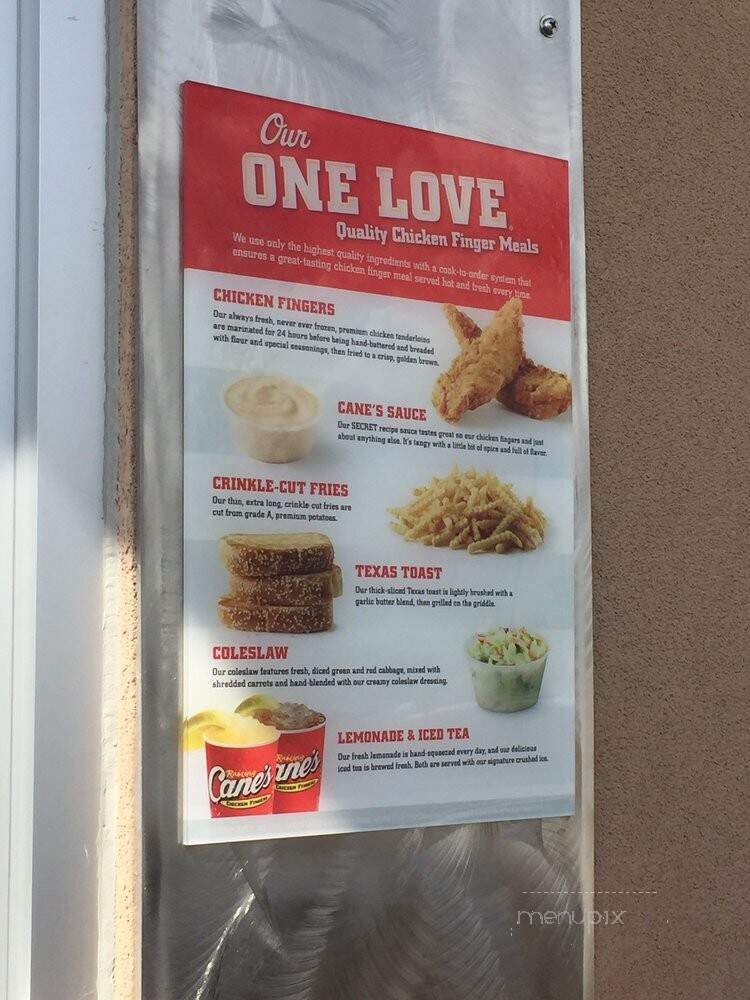 Our
ONE LOVE®
Quality Chicken Finger Meals
We use only the highest quality ingredients with a cook-to-order system that
ensures a great-tasting chicken finger meal served hot and fresh every time.
CHICKEN FINGERS
Our always fresh, never ever frozen, premium chicken tenderloins
are marinated for 24 hours before being hand-battered and breaded
with flour and special seasonings, then fried to a crisp, golden brown.
CANE'S SAUCE
Our SECRET recipe sauce tastes great on our chicken fingers and just
about anything else. It's tangy with a little bit of spice and full of flavor.
CRINKLE-CUT FRIES
Our thin, extra long, crinkle cut fries are
cut from grade A, premium potatoes.
TEXAS TOAST
Our thick-sliced Texas toast is lightly brushed with a
garlic butter blend, then grilled on the griddle.
COLESLAW
Our coleslaw features fresh, diced green and red cabbage, mixed with
shredded carrots and hand-blended with our creamy coleslaw dressing.
LEMONADE & ICED TEA
Our fresh lemonade is hand-squeezed every day, and our delicious
iced tea is brewed fresh. Both are served with our signature crushed ice.
Raising
Cane's
CHICKEN FINGERS
Raising
Cane's
CHICKEN FINGERS
menupix